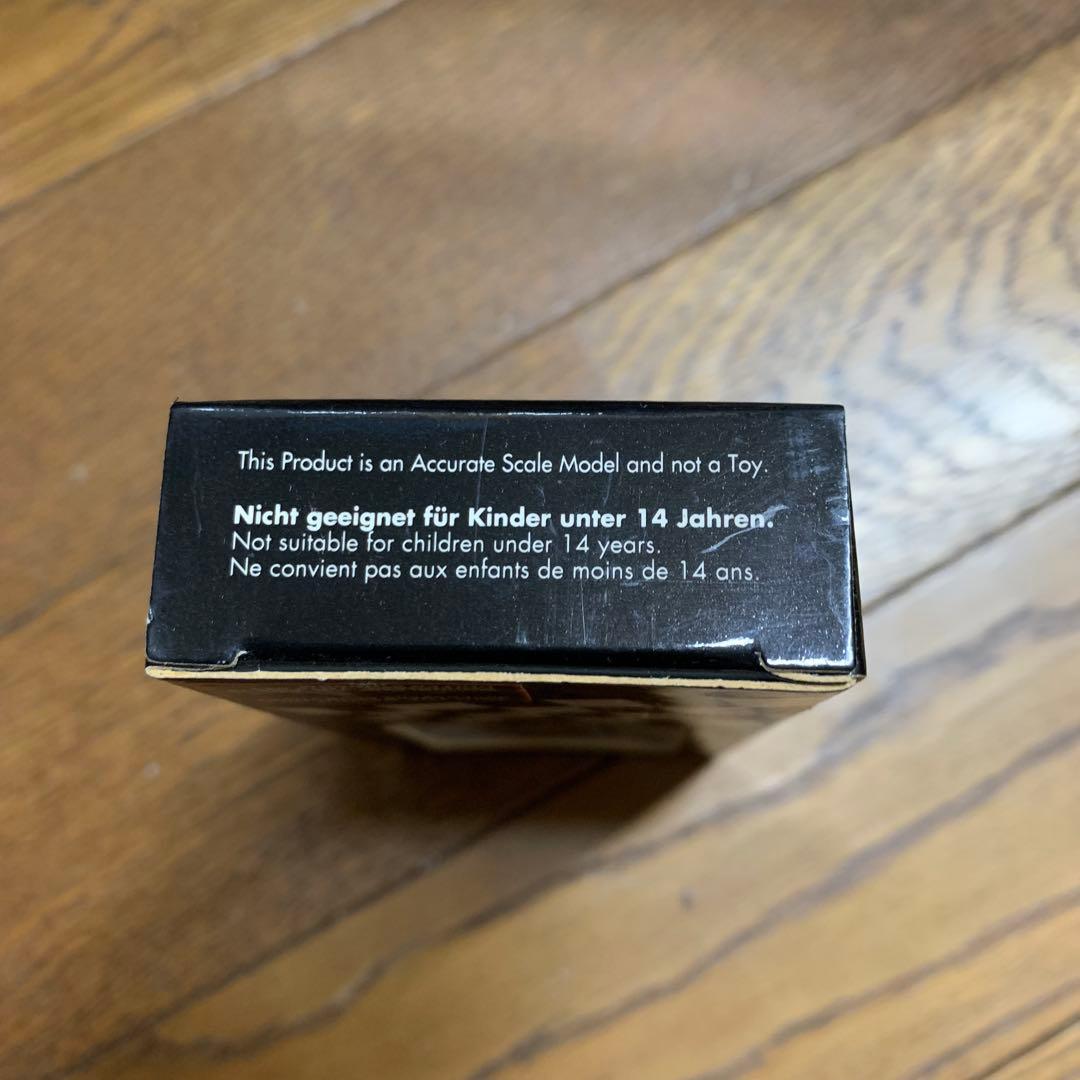 This Product is an Accurate Scale Model and not a Toy.
Nicht geeignet für Kinder unter 14 Jahren.
Not suitable for children under 14 years.
Ne convient pas aux enfants de moins de 14 ans.